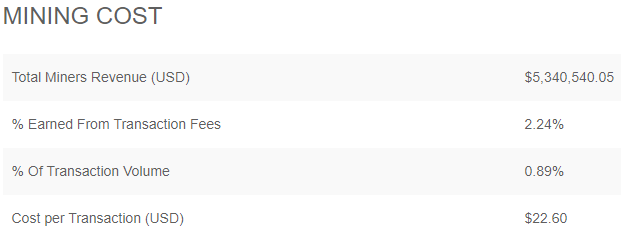 MINING COST
Total Miners Revenue (USD) $5,340,540.05
% Earned From Transaction Fees 2.24%
% Of Transaction Volume 0.89%
Cost per Transaction (USD) $22.60